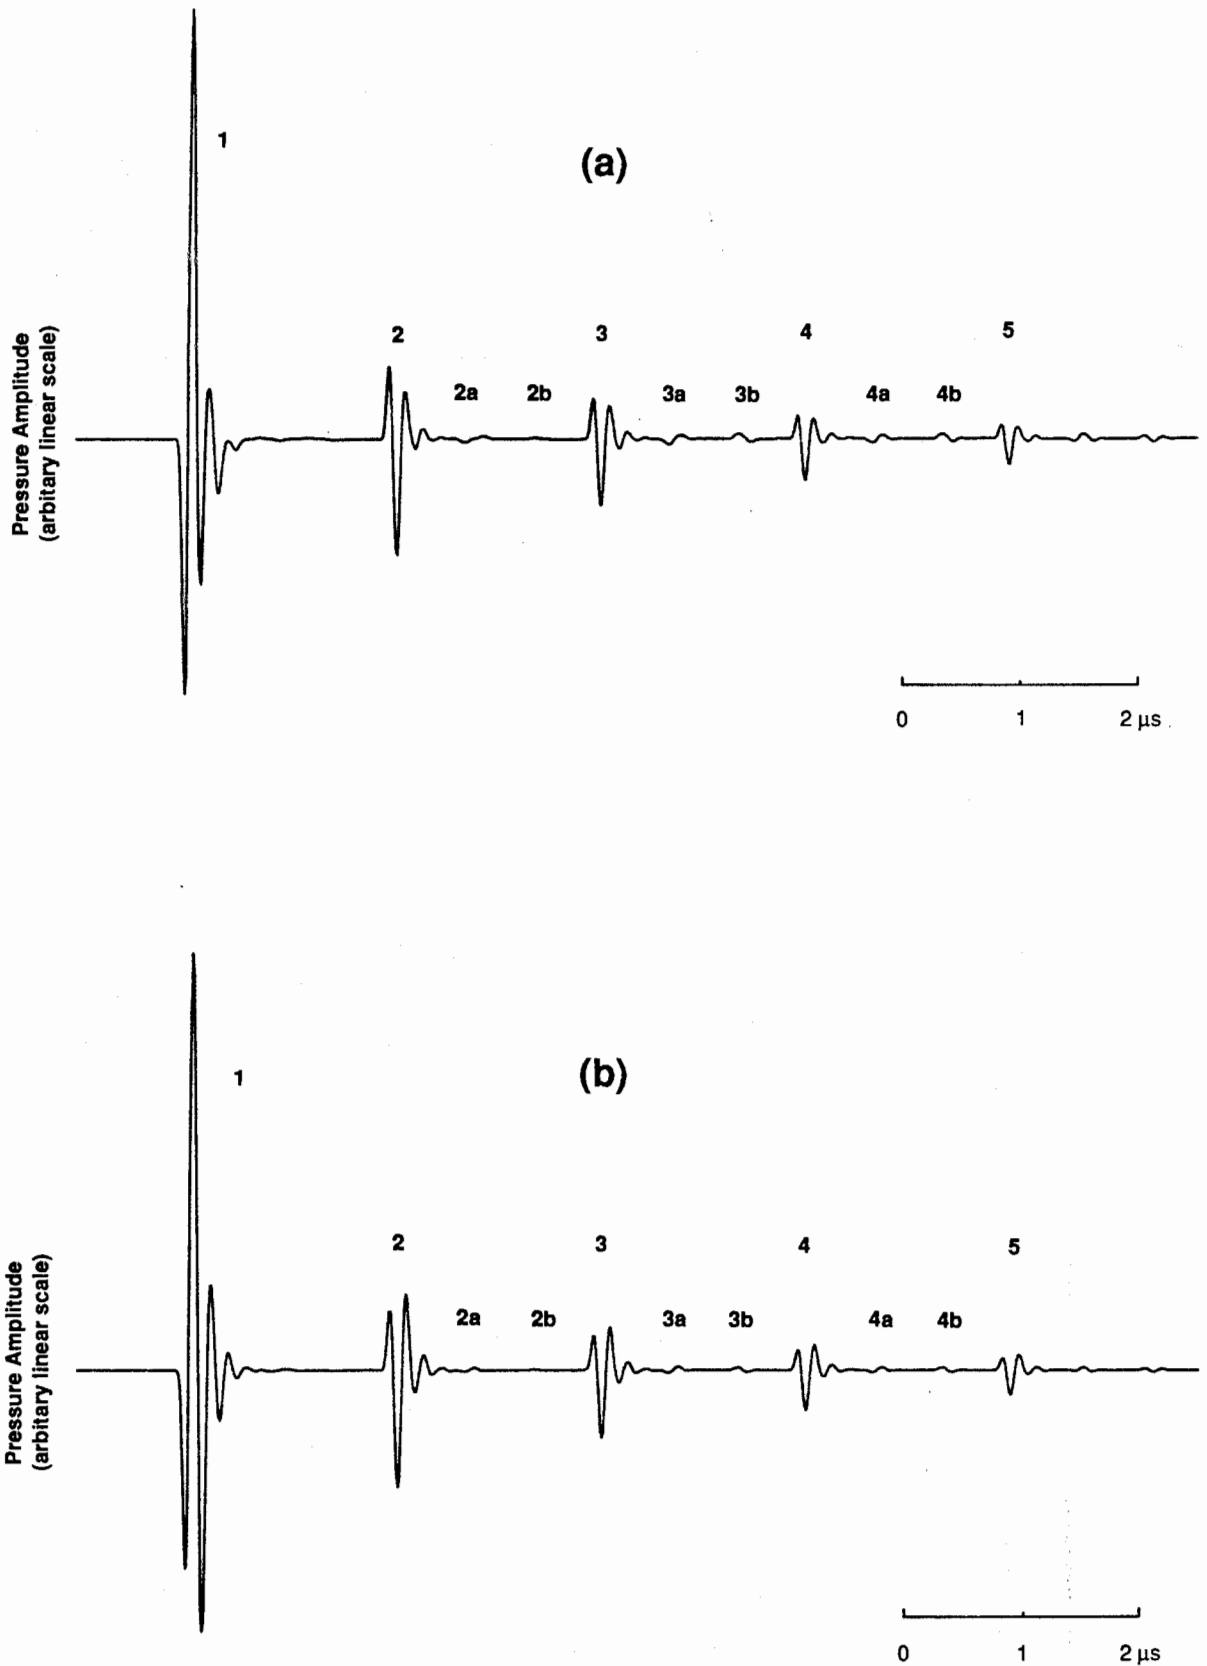 1
(a)
Pressure Amplitude
(arbitary linear scale)
2
3
4
5
2a
2b
3a
3b
4a
4b
0
1
2 µs
1
(b)
Pressure Amplitude
(arbitary linear scale)
2
3
4
5
2a
2b
3a
3b
4a
4b
0
1
2 µs